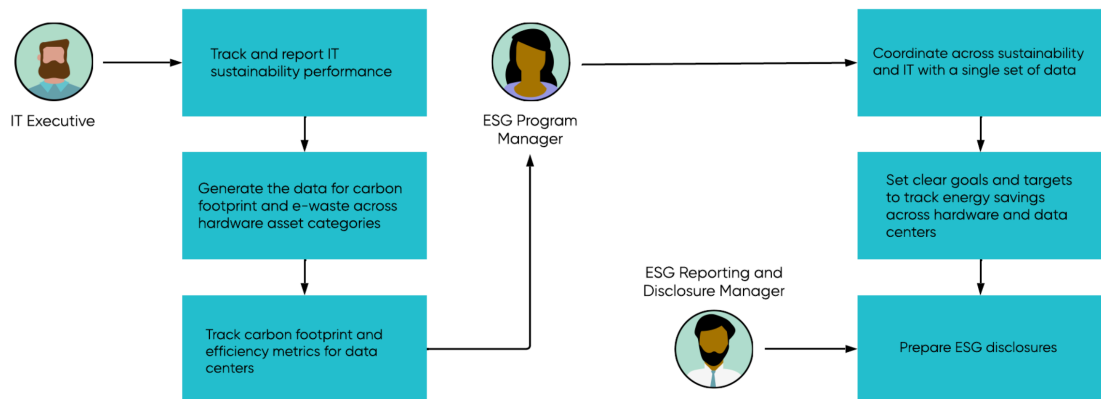 IT Executive
Track and report IT
sustainability performance
Generate the data for carbon
footprint and e-waste across
hardware asset categories
Track carbon footprint and
efficiency metrics for data
centers
ESG Program
Manager
Coordinate across sustainability
and IT with a single set of data
Set clear goals and targets
to track energy savings
across hardware and data
centers
ESG Reporting and
Disclosure Manager
Prepare ESG disclosures